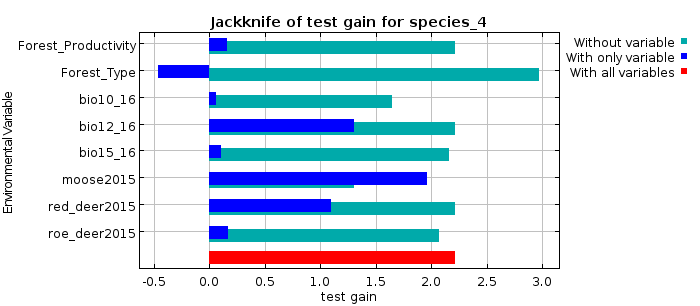 Jackknife of test gain for species_4
Without variable
With only variable
With all variables
Environmental Variable
Forest_Productivity
Forest_Type
bio10_16
bio12_16
bio15_16
moose2015
red_deer2015
roe_deer2015
-0.5 0.0 0.5 1.0 1.5 2.0 2.5 3.0
test gain